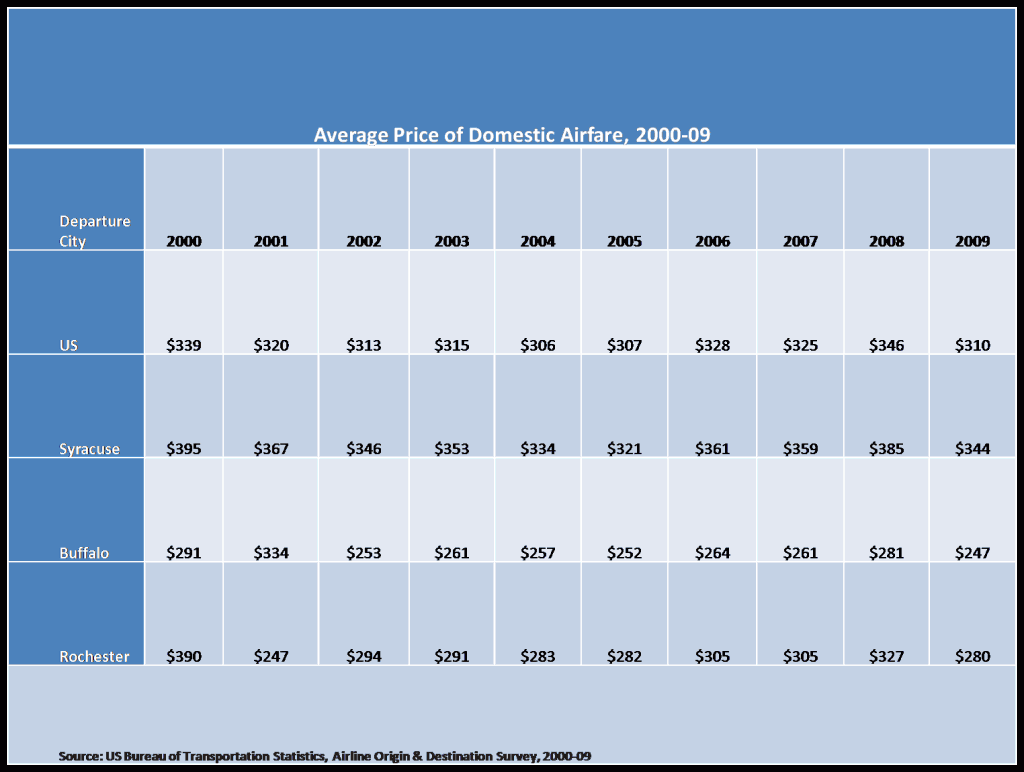 Average Price of Domestic Airfare, 2000-09
Departure
City 2000 2001 2002 2003 2004 2005 2006 2007 2008 2009
US $339 $320 $313 $315 $306 $307 $328 $325 $346 $310
Syracuse $395 $367 $346 $353 $334 $321 $361 $359 $385 $344
Buffalo $291 $334 $253 $261 $257 $252 $264 $261 $281 $247
Rochester $390 $247 $294 $291 $283 $282 $305 $305 $327 $280
Source: US Bureau of Transportation Statistics, Airline Origin & Destination Survey, 2000-09